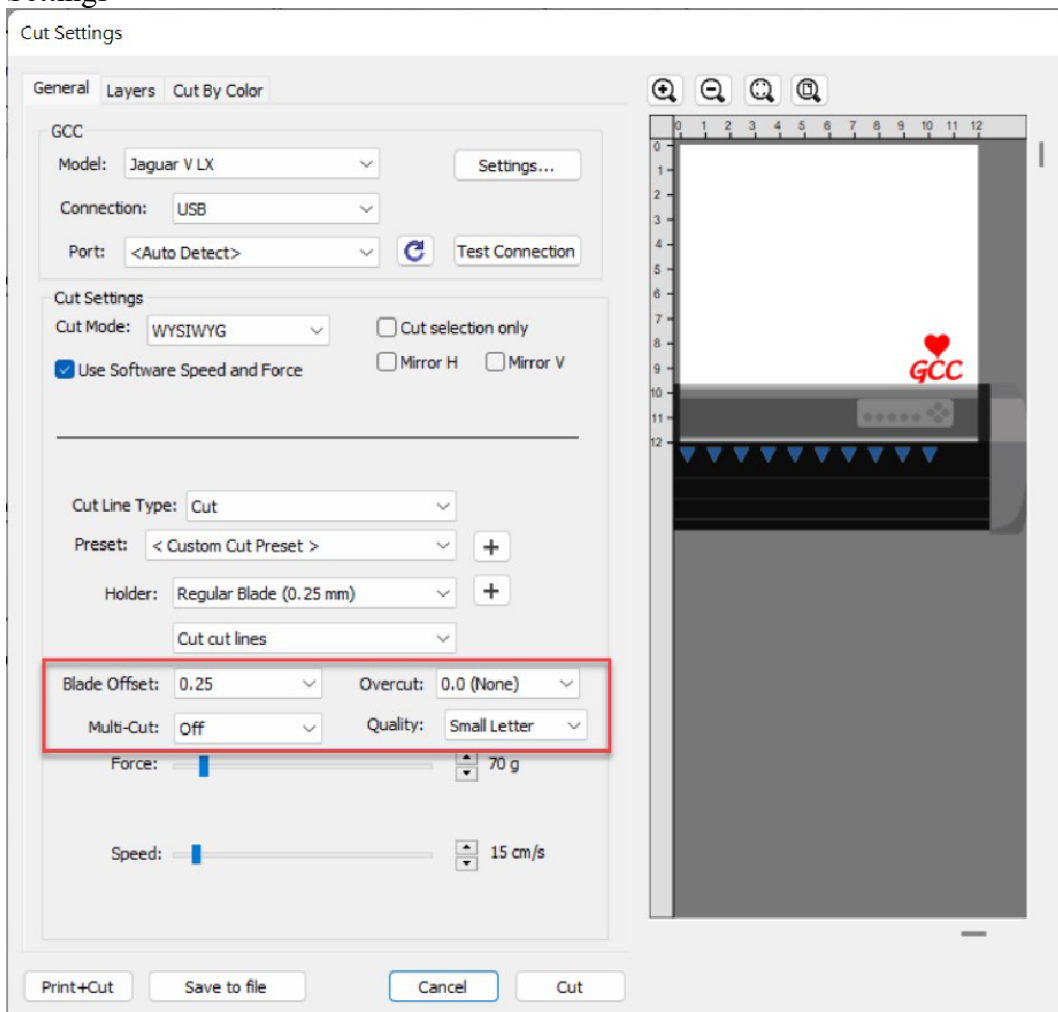 Settings
Cut Settings
General Layers Cut By Color
GCC
Model: Jaguar V LX Settings...
Connection: USB
Port: <Auto Detect> Test Connection
Cut Settings
Cut Mode: WYSIWYG Cut selection only
Use Software Speed and Force Mirror H Mirror V
Cut Line Type: Cut
Preset: < Custom Cut Preset > +
Holder: Regular Blade (0.25 mm) +
Cut cut lines
Blade Offset: 0.25 Overcut: 0.0 (None)
Multi-Cut: Off Quality: Small Letter
Force: 70 g
Speed: 15 cm/s
Print+Cut Save to file Cancel Cut
0 1 2 3 4 5 6 7 8 9 10 11 12
0
1
2
3
4
5
6
7
8
9
10
11
12
GCC